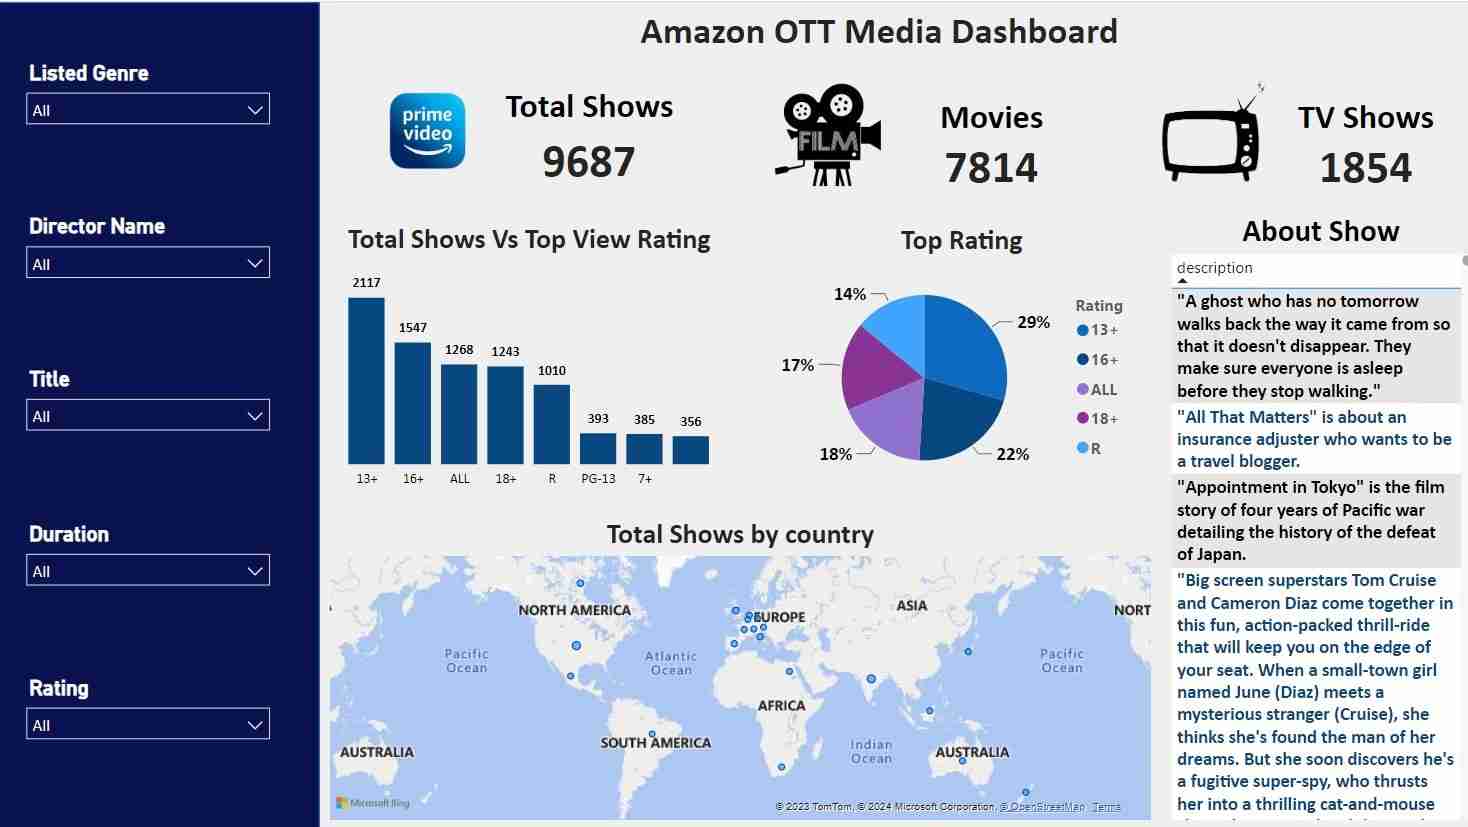 Amazon OTT Media Dashboard
Listed Genre
All
Director Name
All
Title
All
Duration
All
Rating
All
prime
video
Total Shows
9687
FILM
Movies
7814
TV Shows
1854
Total Shows Vs Top View Rating
2117
1547
1268
1243
1010
393
385
356
13+
16+
ALL
18+
R
PG-13
7+
Top Rating
14%
29%
17%
18%
22%
Rating
13+
16+
ALL
18+
R
About Show
description
"A ghost who has no tomorrow
walks back the way it came from so
that it doesn't disappear. They
make sure everyone is asleep
before they stop walking."
"All That Matters" is about an
insurance adjuster who wants to be
a travel blogger.
"Appointment in Tokyo" is the film
story of four years of Pacific war
detailing the history of the defeat
of Japan.
"Big screen superstars Tom Cruise
and Cameron Diaz come together in
this fun, action-packed thrill-ride
that will keep you on the edge of
your seat. When a small-town girl
named June (Diaz) meets a
mysterious stranger (Cruise), she
thinks she's found the man of her
dreams. But she soon discovers he's
a fugitive super-spy, who thrusts
her into a thrilling cat-and-mouse
Total Shows by country
NORTH AMERICA
EUROPE
ASIA
NORT
Pacific
Ocean
Atlantic
Ocean
Pacific
Ocean
AFRICA
SOUTH AMERICA
AUSTRALIA
Indian
Ocean
AUSTRALIA
Microsoft Bing
© 2023 TomTom, © 2024 Microsoft Corporation, © OpenStreetMap Terms